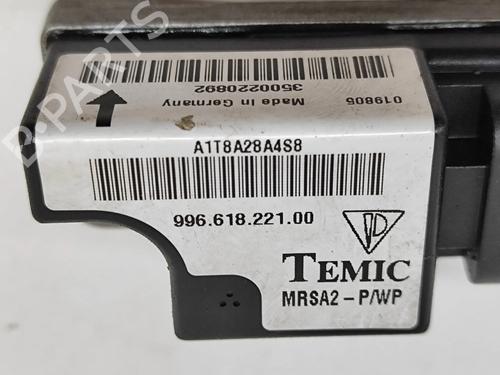 B-PARTS
019805
Made in Germany
3500220892
A1T8A28A4S8
996.618.221.00
TEMIC
MRSA2-P/WP